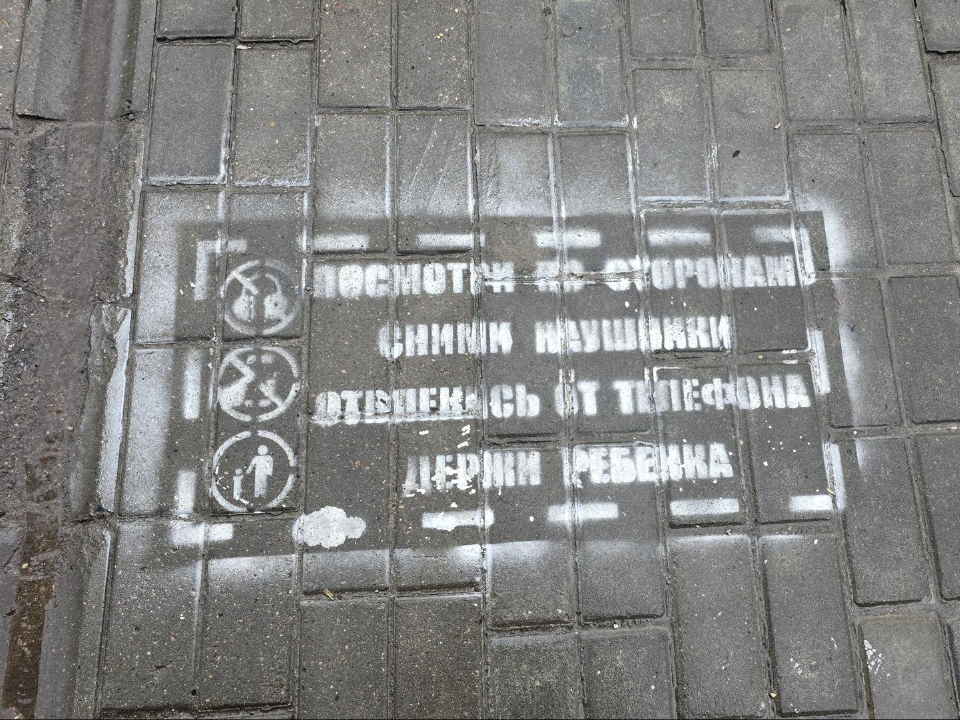 ПОСМОТРИ ПО СТОРОНАМ
СНИМИ НАУШНИКИ
ОТВЛЕКИСЬ ОТ ТЕЛЕФОНА
ДЕРЖИ РЕБЕНКА